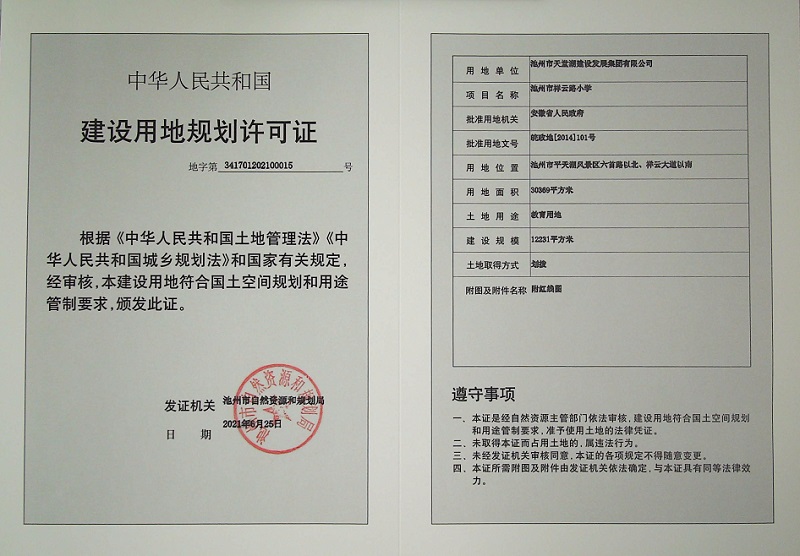 中华人民共和国
建设用地规划许可证
地字第 341701202100015 号
根据《中华人民共和国土地管理法》《中
华人民共和国城乡规划法》和国家有关规定，
经审核，本建设用地符合国土空间规划和用途
管制要求，颁发此证。
发证机关 池州市自然资源和规划局
日 期 2021年6月25日
池州市自然资源和规划局
用地单位 池州市天堂湖建设发展集团有限公司
项目名称 池州市祥云路小学
批准用地机关 安徽省人民政府
批准用地文号 皖政地[2014]101号
用地位置 池州市平天湖风景区六首路以北、祥云大道以南
用地面积 30369平方米
土地用途 教育用地
建设规模 12231平方米
土地取得方式 划拨
附图及附件名称 附红线图
遵守事项
一、本证是经自然资源主管部门依法审核，建设用地符合国土空间规划
和用途管制要求，准予使用土地的法律凭证。
二、未取得本证而占用土地的，属违法行为。
三、未经发证机关审核同意，本证的各项规定不得随意变更。
四、本证所需附图及附件由发证机关依法确定，与本证具有同等法律效
力。